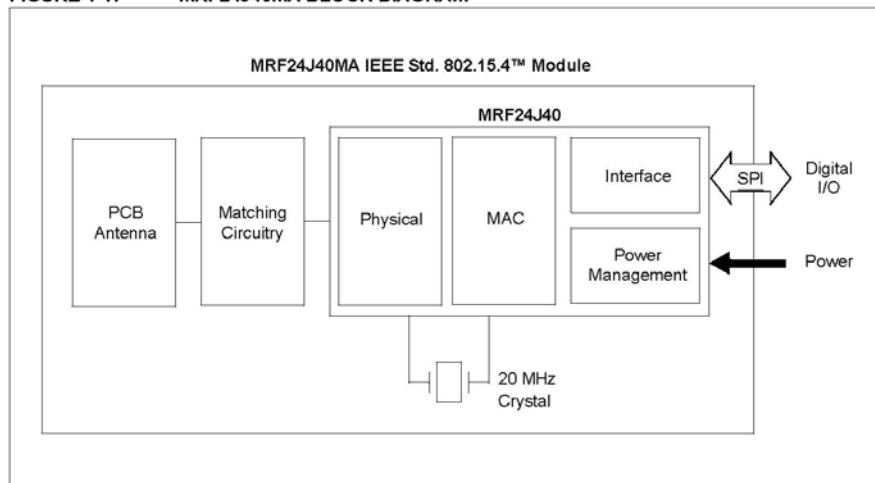 MRF24J40MA IEEE Std. 802.15.4™ Module
MRF24J40
PCB
Antenna
Matching
Circuitry
Physical
MAC
Interface
Power
Management
SPI
Digital
I/O
Power
20 MHz
Crystal